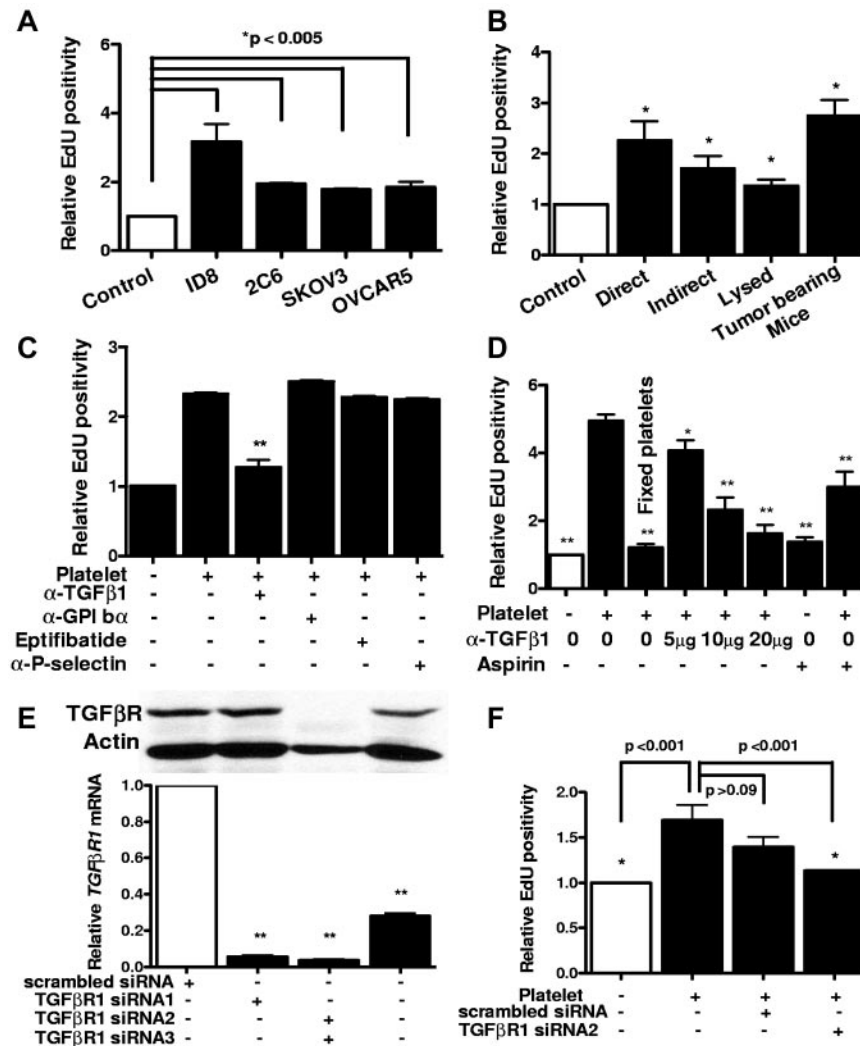 A
*p < 0.005
Relative EdU positivity
6
4
2
0
Control
ID8
2C6
SKOV3
OVCAR5
B
Relative EdU positivity
4
3
2
1
0
*
*
*
*
Control
Direct
Indirect
Lysed
Tumor bearing
Mice
C
Relative EdU positivity
3
2
1
0
**
Platelet - + + + + +
α-TGFβ1 - - + - - -
α-GPI bα - - - + - -
Eptifibatide - - - - + -
α-P-selectin - - - - - +
D
Relative EdU positivity
6
4
2
0
Fixed platelets
**
**
*
**
**
**
**
Platelet - + + + + + - +
α-TGFβ1 0 0 0 5μg 10μg 20μg 0 0
Aspirin - - - - - - + +
E
TGFβR
Actin
Relative TGFβR1 mRNA
1.0
0.8
0.6
0.4
0.2
0.0
**
**
**
scrambled siRNA + - - -
TGFβR1 siRNA1 - + - -
TGFβR1 siRNA2 - - + -
TGFβR1 siRNA3 - - + -
F
p <0.001
p <0.001
p >0.09
Relative EdU positivity
2.0
1.5
1.0
0.5
0.0
*
*
Platelet - + + +
scrambled siRNA - - + -
TGFβR1 siRNA2 - - - +